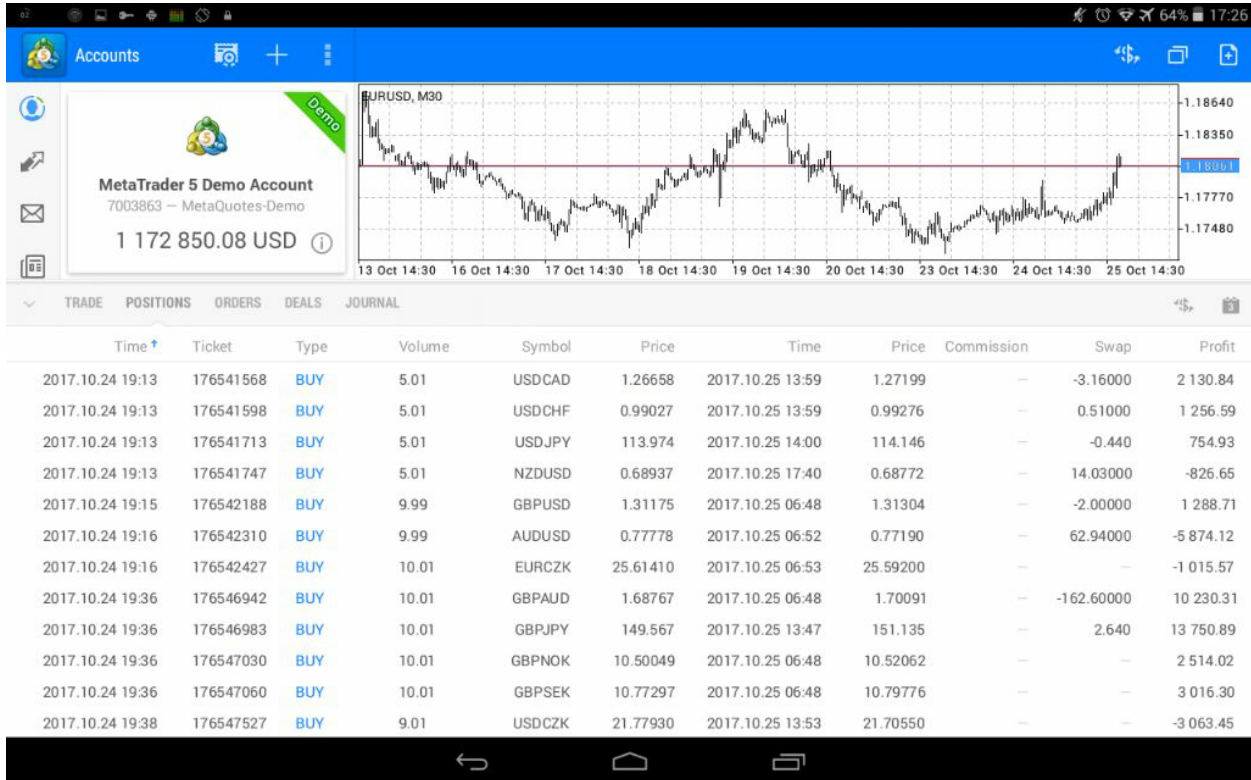 64% 17:26
Accounts
EURUSD, M30
Demo
MetaTrader 5 Demo Account
7003863 — MetaQuotes-Demo
1 172 850.08 USD
1.18640
1.18350
1.18061
1.17770
1.17480
13 Oct 14:30 16 Oct 14:30 17 Oct 14:30 18 Oct 14:30 19 Oct 14:30 20 Oct 14:30 23 Oct 14:30 24 Oct 14:30 25 Oct 14:30
TRADE POSITIONS ORDERS DEALS JOURNAL
Time Ticket Type Volume Symbol Price Time Price Commission Swap Profit
2017.10.24 19:13 176541568 BUY 5.01 USDCAD 1.26658 2017.10.25 13:59 1.27199 — -3.16000 2 130.84
2017.10.24 19:13 176541598 BUY 5.01 USDCHF 0.99027 2017.10.25 13:59 0.99276 — 0.51000 1 256.59
2017.10.24 19:13 176541713 BUY 5.01 USDJPY 113.974 2017.10.25 14:00 114.146 — -0.440 754.93
2017.10.24 19:13 176541747 BUY 5.01 NZDUSD 0.68937 2017.10.25 17:40 0.68772 — 14.03000 -826.65
2017.10.24 19:15 176542188 BUY 9.99 GBPUSD 1.31175 2017.10.25 06:48 1.31304 — -2.00000 1 288.71
2017.10.24 19:16 176542310 BUY 9.99 AUDUSD 0.77778 2017.10.25 06:52 0.77190 — 62.94000 -5 874.12
2017.10.24 19:16 176542427 BUY 10.01 EURCZK 25.61410 2017.10.25 06:53 25.59200 — — -1 015.57
2017.10.24 19:36 176546942 BUY 10.01 GBPAUD 1.68767 2017.10.25 06:48 1.70091 — -162.60000 10 230.31
2017.10.24 19:36 176546983 BUY 10.01 GBPJPY 149.567 2017.10.25 13:47 151.135 — 2.640 13 750.89
2017.10.24 19:36 176547030 BUY 10.01 GBPNOK 10.50049 2017.10.25 06:48 10.52062 — — 2 514.02
2017.10.24 19:36 176547060 BUY 10.01 GBPSEK 10.77297 2017.10.25 06:48 10.79776 — — 3 016.30
2017.10.24 19:38 176547527 BUY 9.01 USDCZK 21.77930 2017.10.25 13:53 21.70550 — — -3 063.45